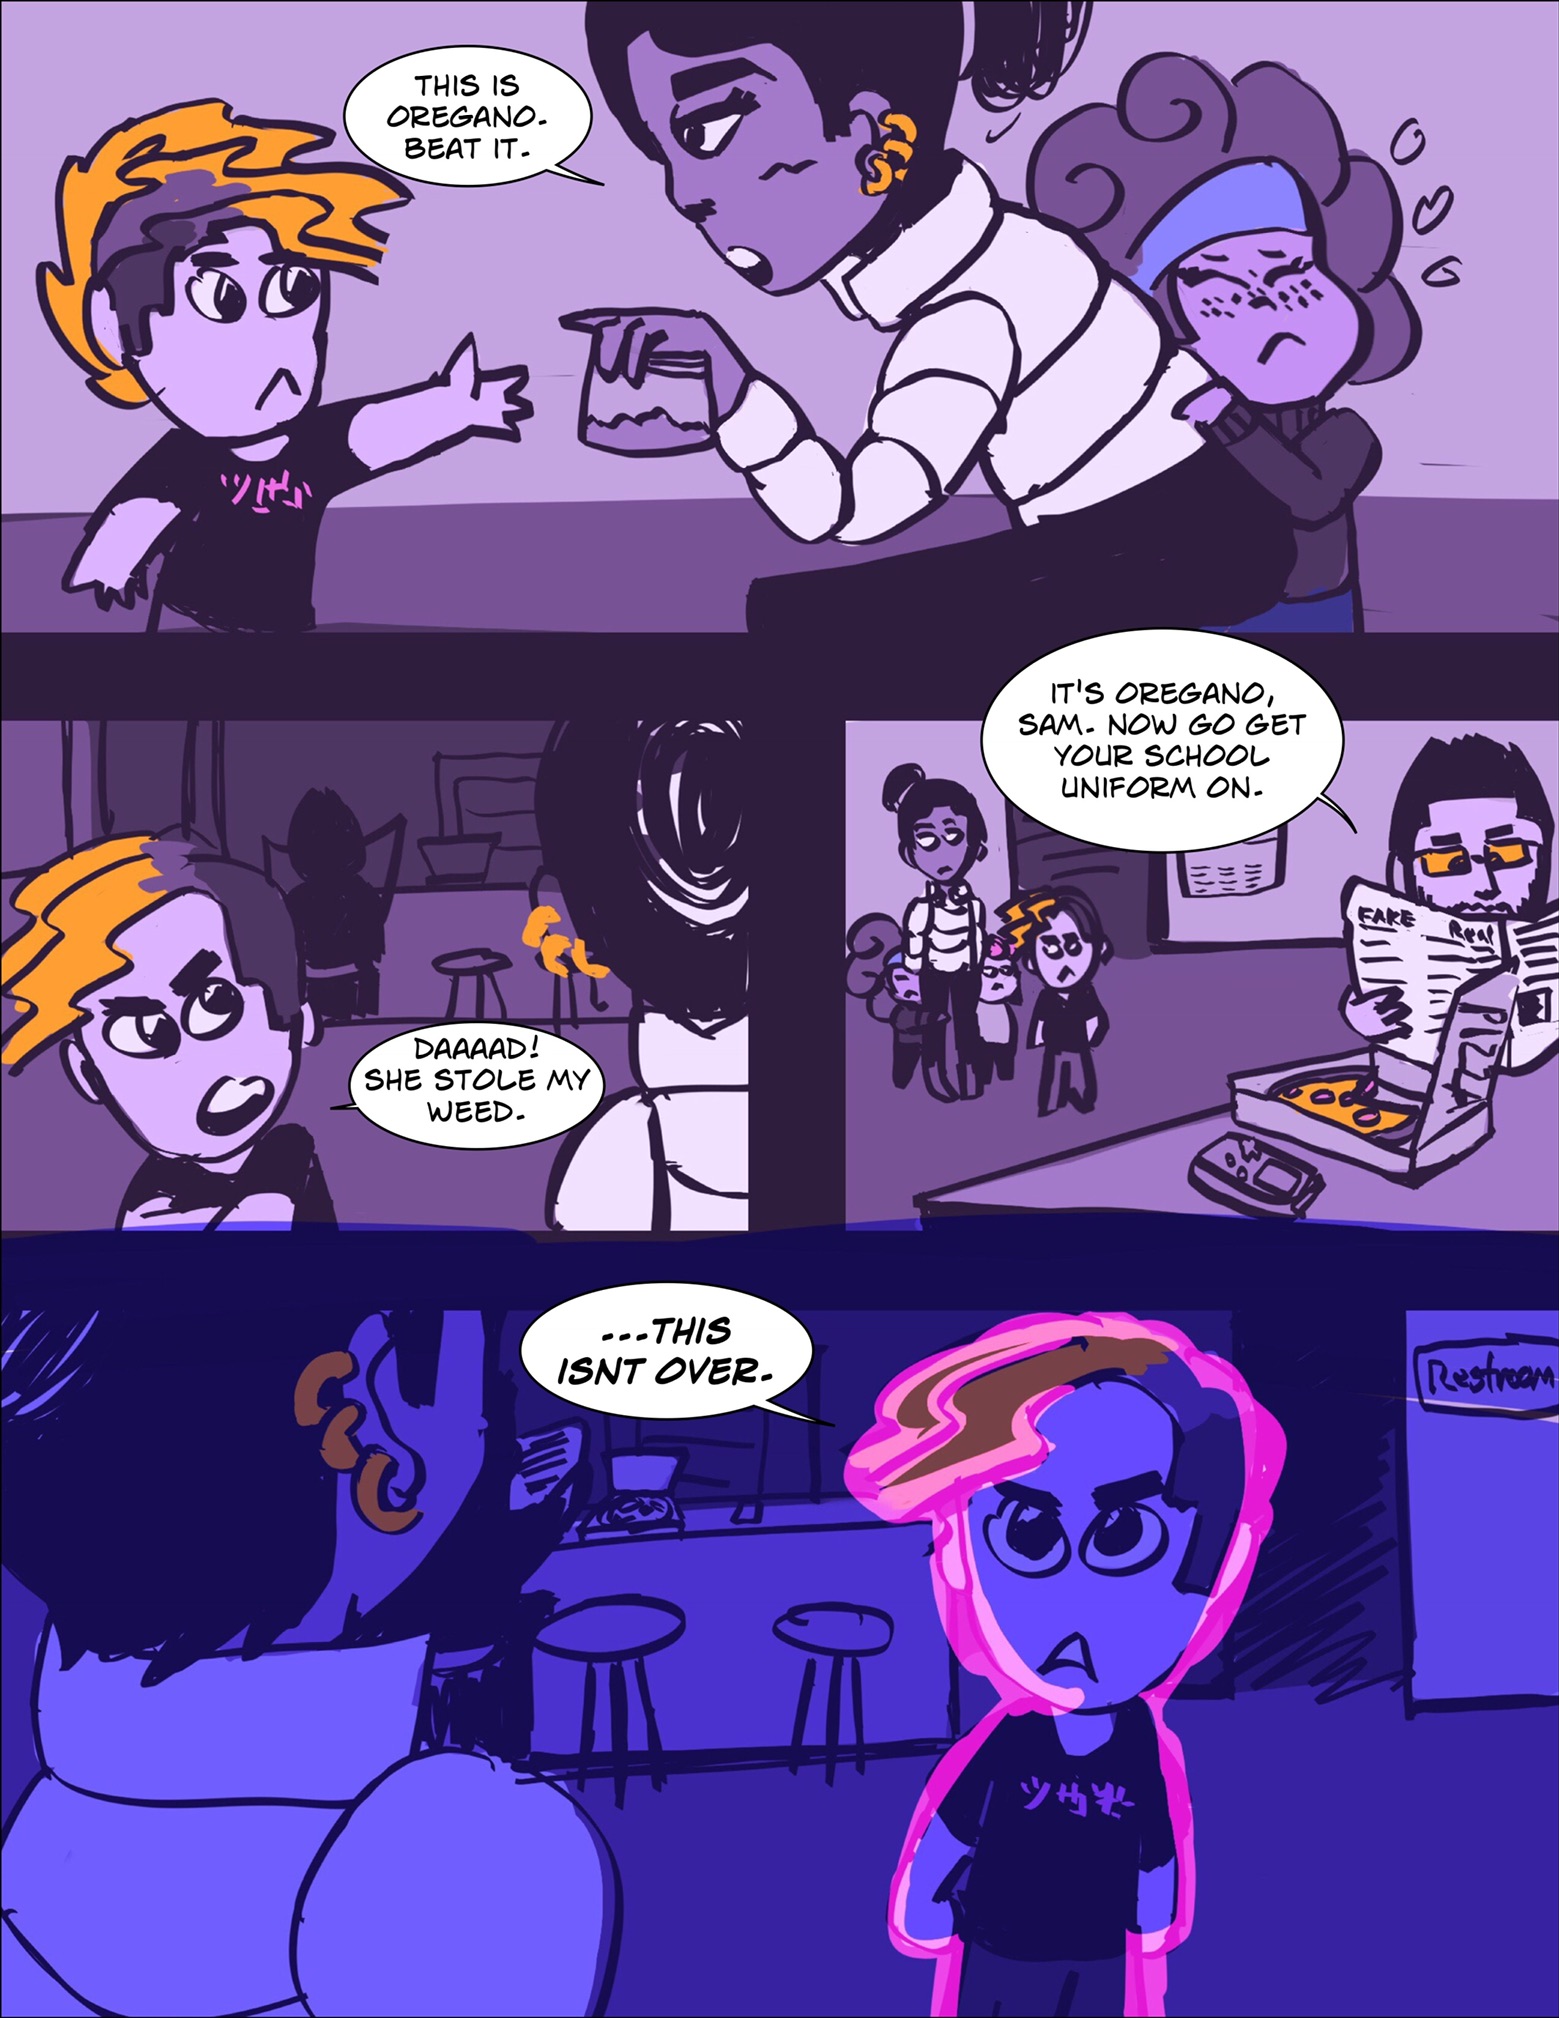 THIS IS
OREGANO.
BEAT IT.
IT'S OREGANO,
SAM. NOW GO GET
YOUR SCHOOL
UNIFORM ON.
FAKE
Real
PIZZ
DAAAAD!
SHE STOLE MY
WEED.
---THIS
ISNT OVER.
Restroom